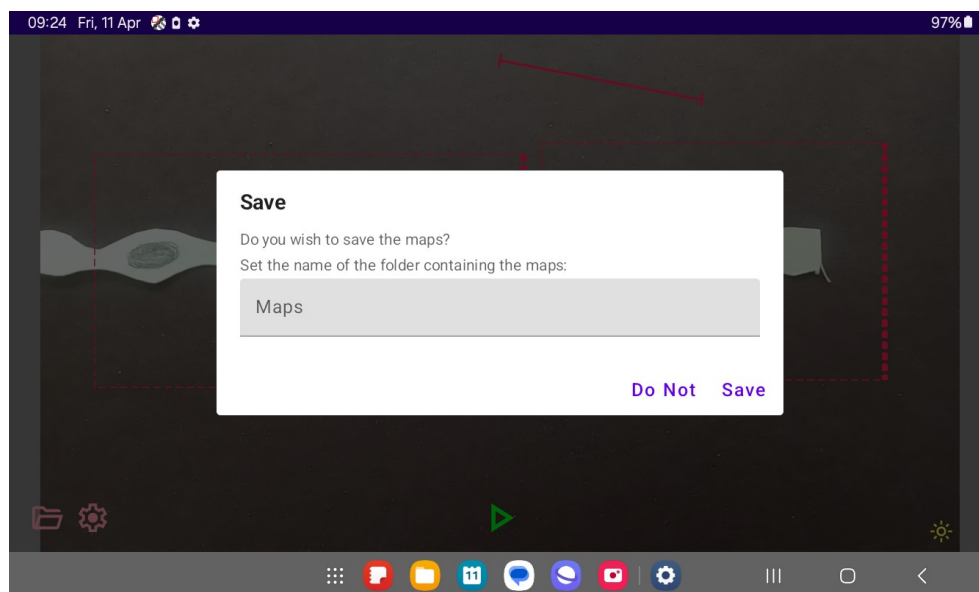 09:24 Fri, 11 Apr 97%
Save
Do you wish to save the maps?
Set the name of the folder containing the maps:
Maps
Do Not Save
11